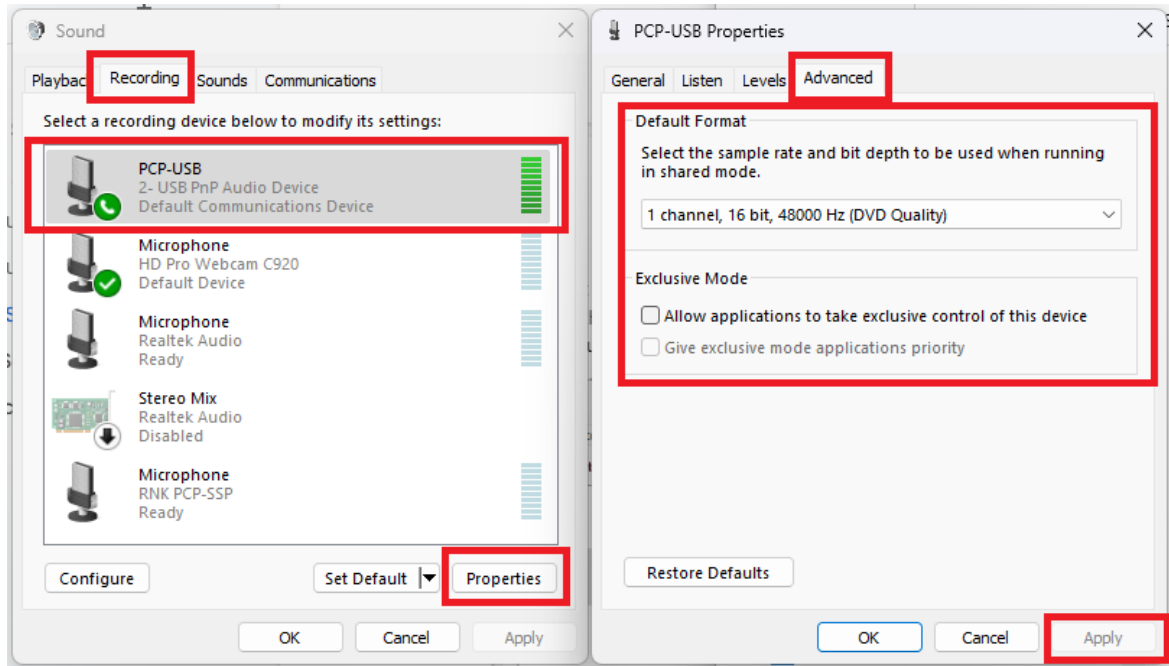 Sound
Playback Recording Sounds Communications
Select a recording device below to modify its settings:
PCP-USB
2- USB PnP Audio Device
Default Communications Device
Microphone
HD Pro Webcam C920
Default Device
Microphone
Realtek Audio
Ready
Stereo Mix
Realtek Audio
Disabled
Microphone
RNK PCP-SSP
Ready
Configure Set Default Properties
OK Cancel Apply
PCP-USB Properties
General Listen Levels Advanced
Default Format
Select the sample rate and bit depth to be used when running
in shared mode.
1 channel, 16 bit, 48000 Hz (DVD Quality)
Exclusive Mode
Allow applications to take exclusive control of this device
Give exclusive mode applications priority
Restore Defaults
OK Cancel Apply